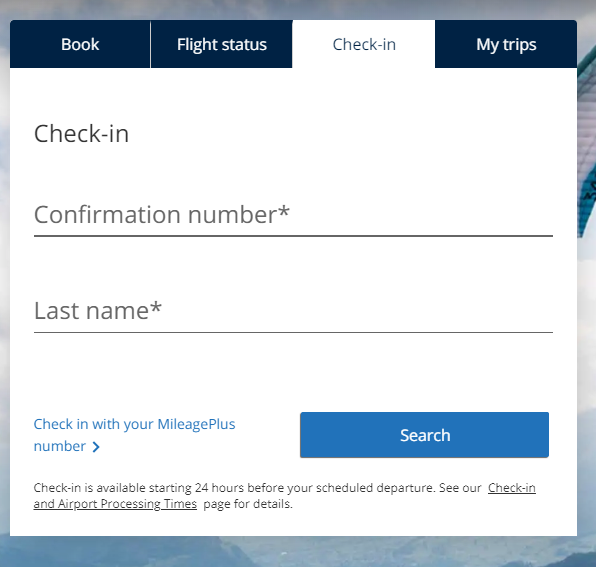 Book
Flight status
Check-in
My trips
Check-in
Confirmation number*
Last name*
Check in with your MileagePlus
number
Search
Check-in is available starting 24 hours before your scheduled departure. See our Check-in
and Airport Processing Times page for details.